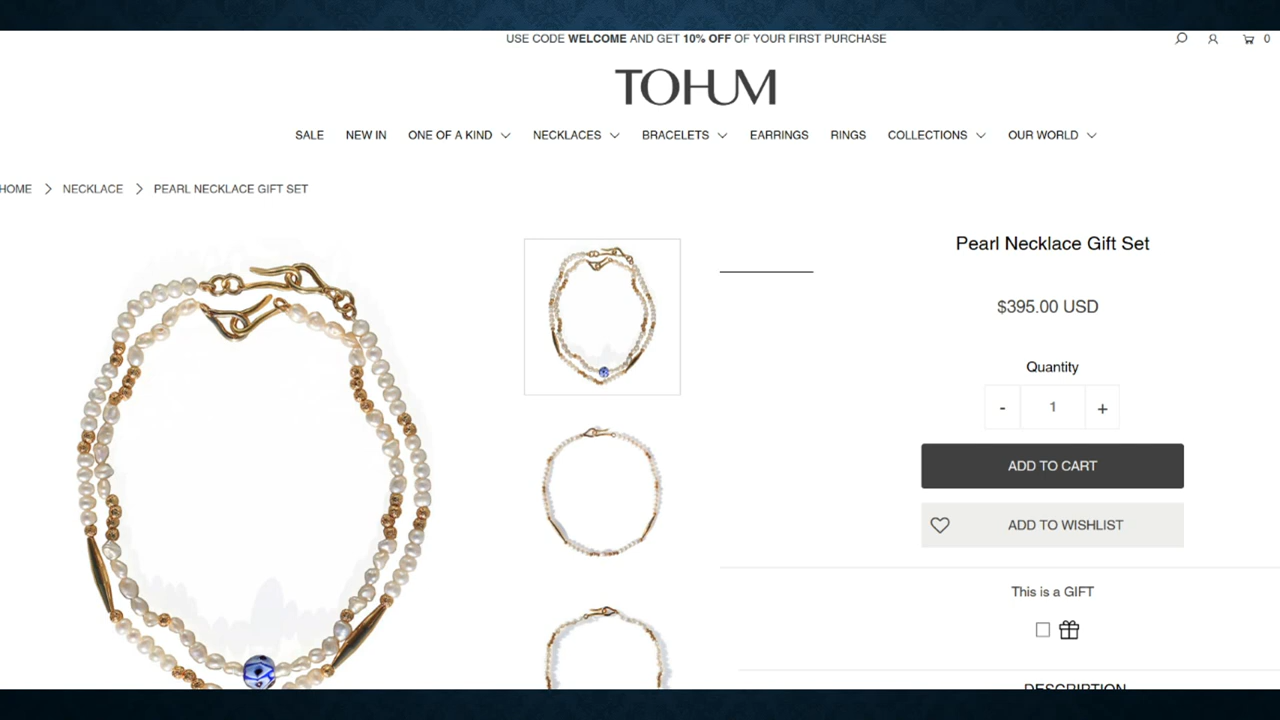 USE CODE WELCOME AND GET 10% OFF OF YOUR FIRST PURCHASE
0
TOHUM
SALE NEW IN ONE OF A KIND NECKLACES BRACELETS EARRINGS RINGS COLLECTIONS OUR WORLD
HOME > NECKLACE > PEARL NECKLACE GIFT SET
Pearl Necklace Gift Set
$395.00 USD
Quantity
- 1 +
ADD TO CART
ADD TO WISHLIST
This is a GIFT
DESCRIPTION